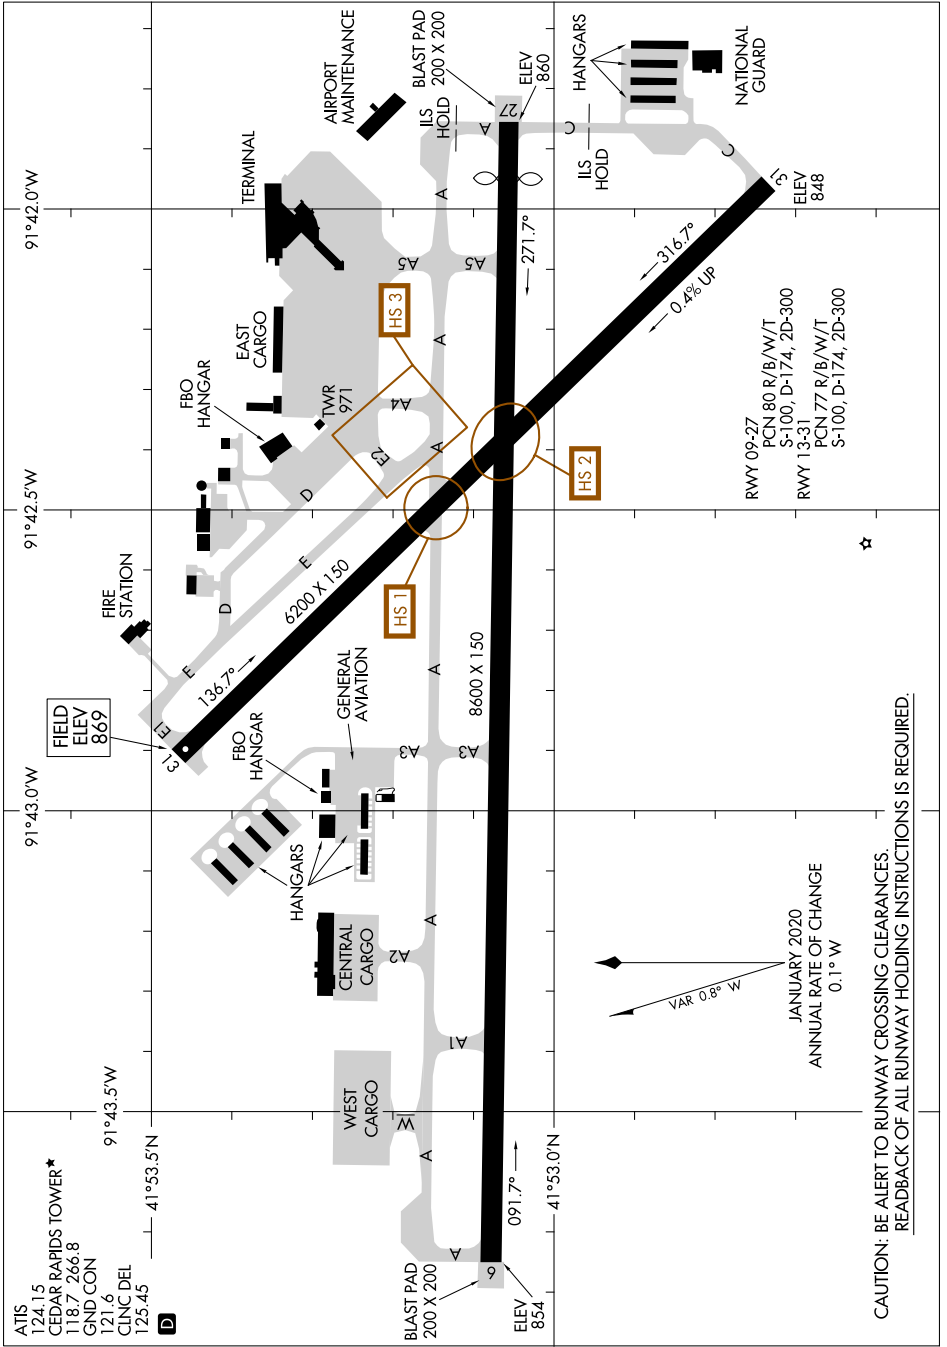 ATIS
124.15
CEDAR RAPIDS TOWER★
118.7 266.8
GND CON
121.6
CLNC DEL
125.45
D
41°53.5'N
41°53.0'N
91°43.5'W
91°43.0'W
91°42.5'W
91°42.0'W
FIELD
ELEV
869
13
E1
E
136.7°
6200 X 150
FIRE
STATION
D
E
D
FBO
HANGAR
EAST
CARGO
TERMINAL
AIRPORT
MAINTENANCE
TWR
971
E2
A4
A
HS 3
HS 1
HS 2
A5
A5
A
A
ILS
HOLD
A
BLAST PAD
200 X 200
27
ELEV
860
271.7°
C
ILS
HOLD
HANGARS
NATIONAL
GUARD
C
31
ELEV
848
316.7°
0.4% UP
RWY 09-27
PCN 80 R/B/W/T
S-100, D-174, 2D-300
RWY 13-31
PCN 77 R/B/W/T
S-100, D-174, 2D-300
GENERAL
AVIATION
FBO
HANGAR
HANGARS
A3
A3
A
8600 X 150
CENTRAL
CARGO
A2
A
A1
WEST
CARGO
W
A
A
BLAST PAD
200 X 200
9
ELEV
854
091.7°
VAR 0.8° W
JANUARY 2020
ANNUAL RATE OF CHANGE
0.1° W
CAUTION: BE ALERT TO RUNWAY CROSSING CLEARANCES.
READBACK OF ALL RUNWAY HOLDING INSTRUCTIONS IS REQUIRED.